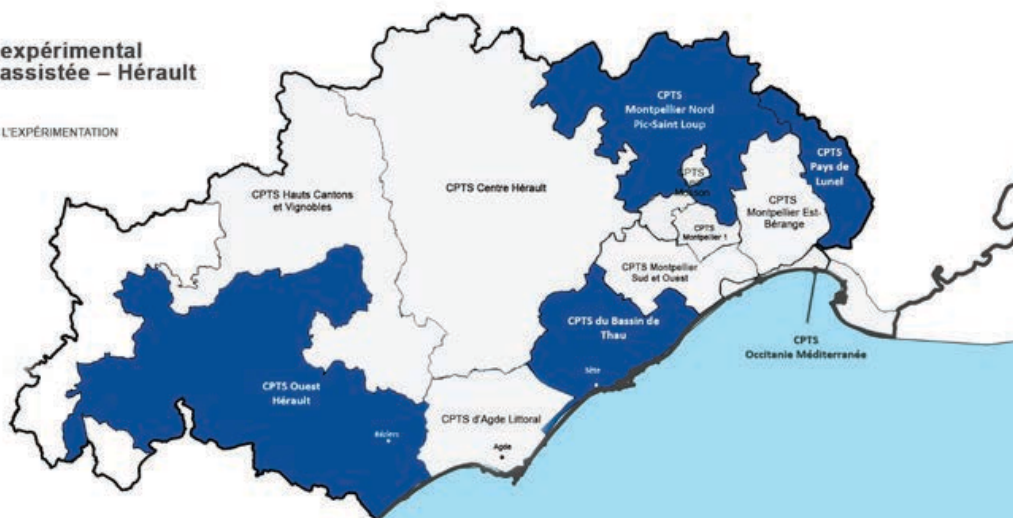 expérimental
assistée – Hérault
L'EXPÉRIMENTATION
CPTS
Montpellier Nord
Pic-Saint Loup
CPTS
Pays de
Lunel
CPTS
Mosson
CPTS Centre Hérault
CPTS Hauts Cantons
et Vignobles
CPTS
Montpellier Est-
Bérange
CPTS
Montpellier 1
CPTS Montpellier
Sud et Ouest
CPTS du Bassin de
Thau
CPTS
Occitanie Méditerranée
Sète
CPTS Ouest
Hérault
CPTS d'Agde Littoral
Béziers
Agde